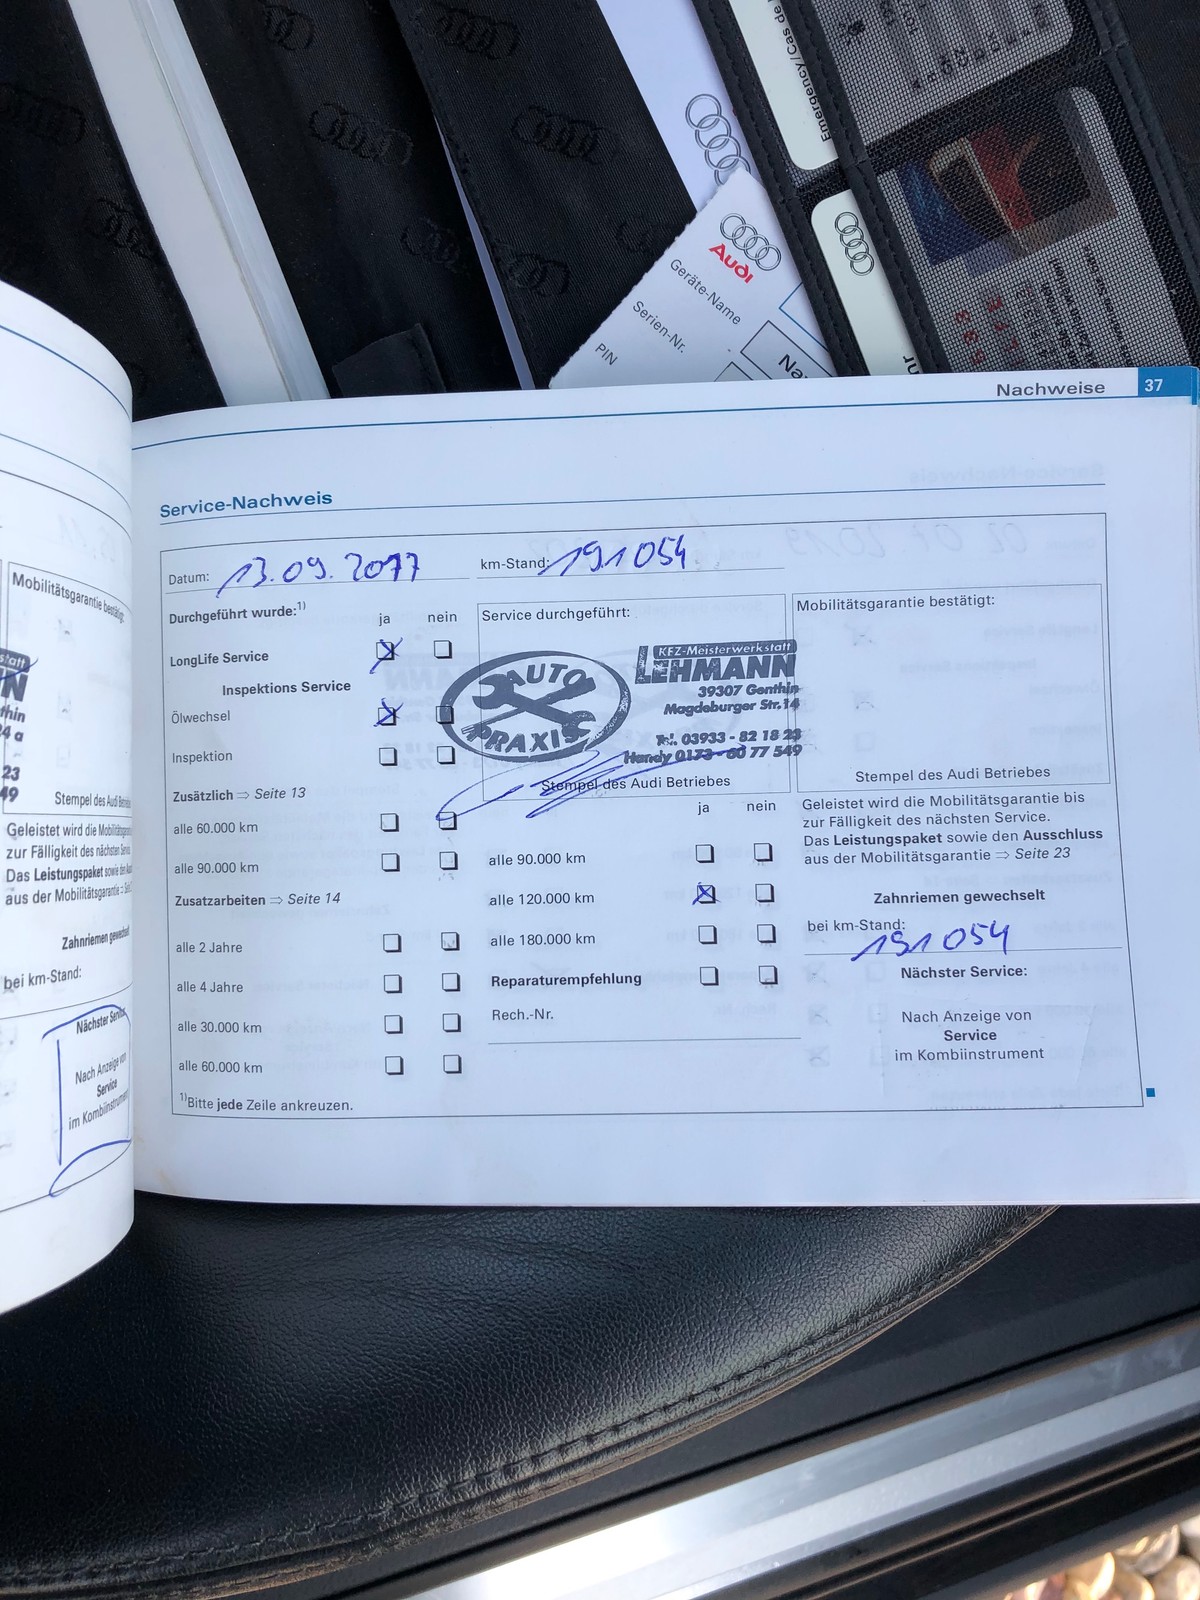 Emergency/Cas de
Audi
Geräte-Name
Serien-Nr.
PIN
Nachweise 37
Service-Nachweis
Datum: 13.09.2017 km-Stand: 191054
Durchgeführt wurde:1) ja nein
LongLife Service
Inspektions Service
Ölwechsel
Inspektion
Zusätzlich ⇒ Seite 13
alle 60.000 km
alle 90.000 km
Zusatzarbeiten ⇒ Seite 14
alle 2 Jahre
alle 4 Jahre
alle 30.000 km
alle 60.000 km
1)Bitte jede Zeile ankreuzen.
Service durchgeführt:
AUTO
PRAXIS
KFZ-Meisterwerkstatt
LEHMANN
39307 Genthin
Magdeburger Str.14
Tel. 03933 - 82 18 23
Handy 0173 - 60 77 549
Stempel des Audi Betriebes
ja nein
alle 90.000 km
alle 120.000 km
alle 180.000 km
Reparaturempfehlung
Rech.-Nr.
Mobilitätsgarantie bestätigt:
Stempel des Audi Betriebes
Geleistet wird die Mobilitätsgarantie bis
zur Fälligkeit des nächsten Service.
Das Leistungspaket sowie den Ausschluss
aus der Mobilitätsgarantie ⇒ Seite 23
Zahnriemen gewechselt
bei km-Stand:
191054
Nächster Service:
Nach Anzeige von
Service
im Kombiinstrument
Mobilitätsgarantie bestätigt:
23
49
Stempel des Audi
Geleistet wird die
zur Fälligkeit des nächsten
Das Leistungspaket sowie den
aus der Mobilitätsgarantie
Zahnriemen gewechselt
bei km-Stand:
Nächster Service
Nach Anzeige von
Service
im Kombiinstrument